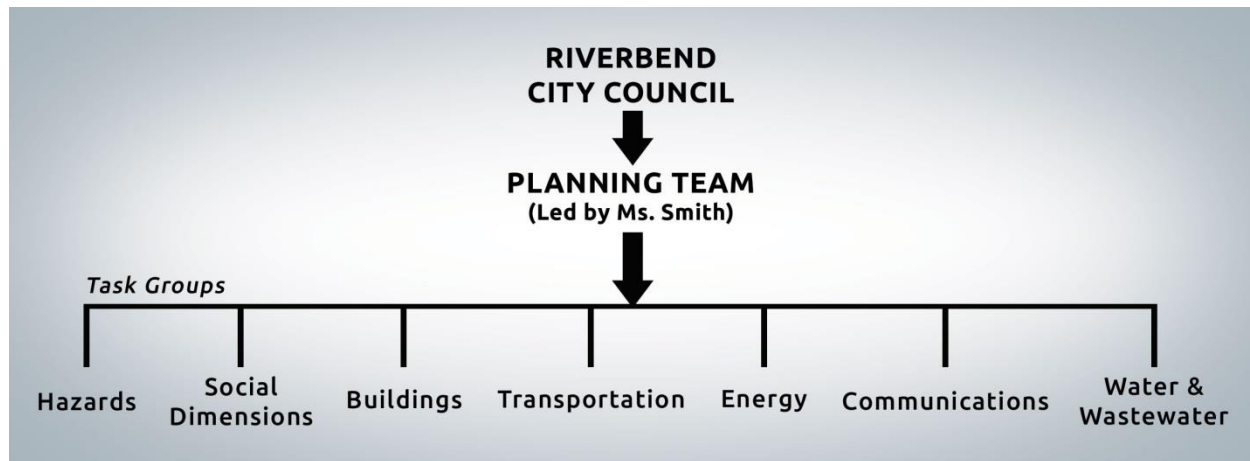 RIVERBEND
CITY COUNCIL
PLANNING TEAM
(Led by Ms. Smith)
Task Groups
Hazards
Social
Dimensions
Buildings
Transportation
Energy
Communications
Water &
Wastewater